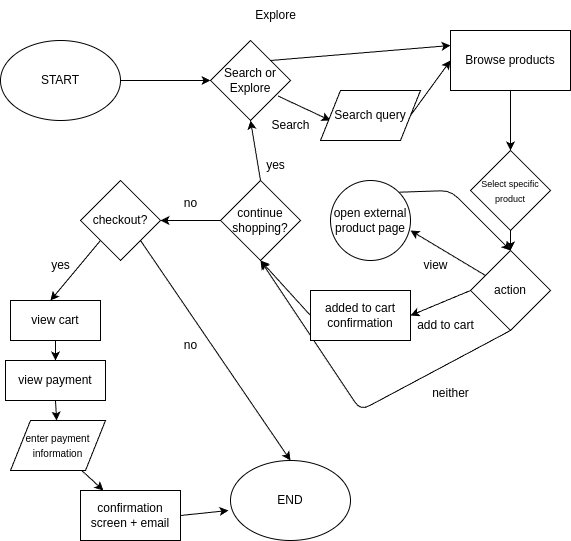 Explore
START
Search or
Explore
Browse products
Search
Search query
yes
Select specific
product
no
checkout?
continue
shopping?
open external
product page
yes
view
action
view cart
added to cart
confirmation
add to cart
no
view payment
neither
enter payment
information
confirmation
screen + email
END